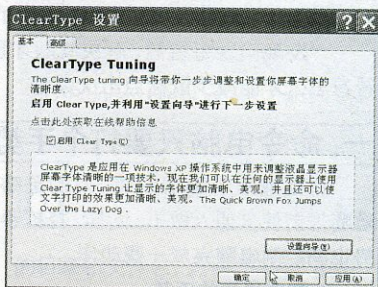 ClearType 设置
基本
高级
ClearType Tuning
The ClearType tuning 向导将带你一步步调整和设置你屏幕字体的
清晰度.
启用 Clear Type,并利用"设置向导"进行下一步设置
点击此处获取在线帮助信息
启用 Clear Type(C)
ClearType 是应用在 Windows XP 操作系统中用来调整液晶显示器
屏幕字体清晰的一项技术, 现在我们可以在任何的显示器上使用
Clear Type Tuning 让显示的字体更加清晰、美观, 并且还可以使
文字打印的效果更加清晰、美观。The Quick Brown Fox Jumps
Over the Lazy Dog .
设置向导(W)
确定
取消
应用(A)